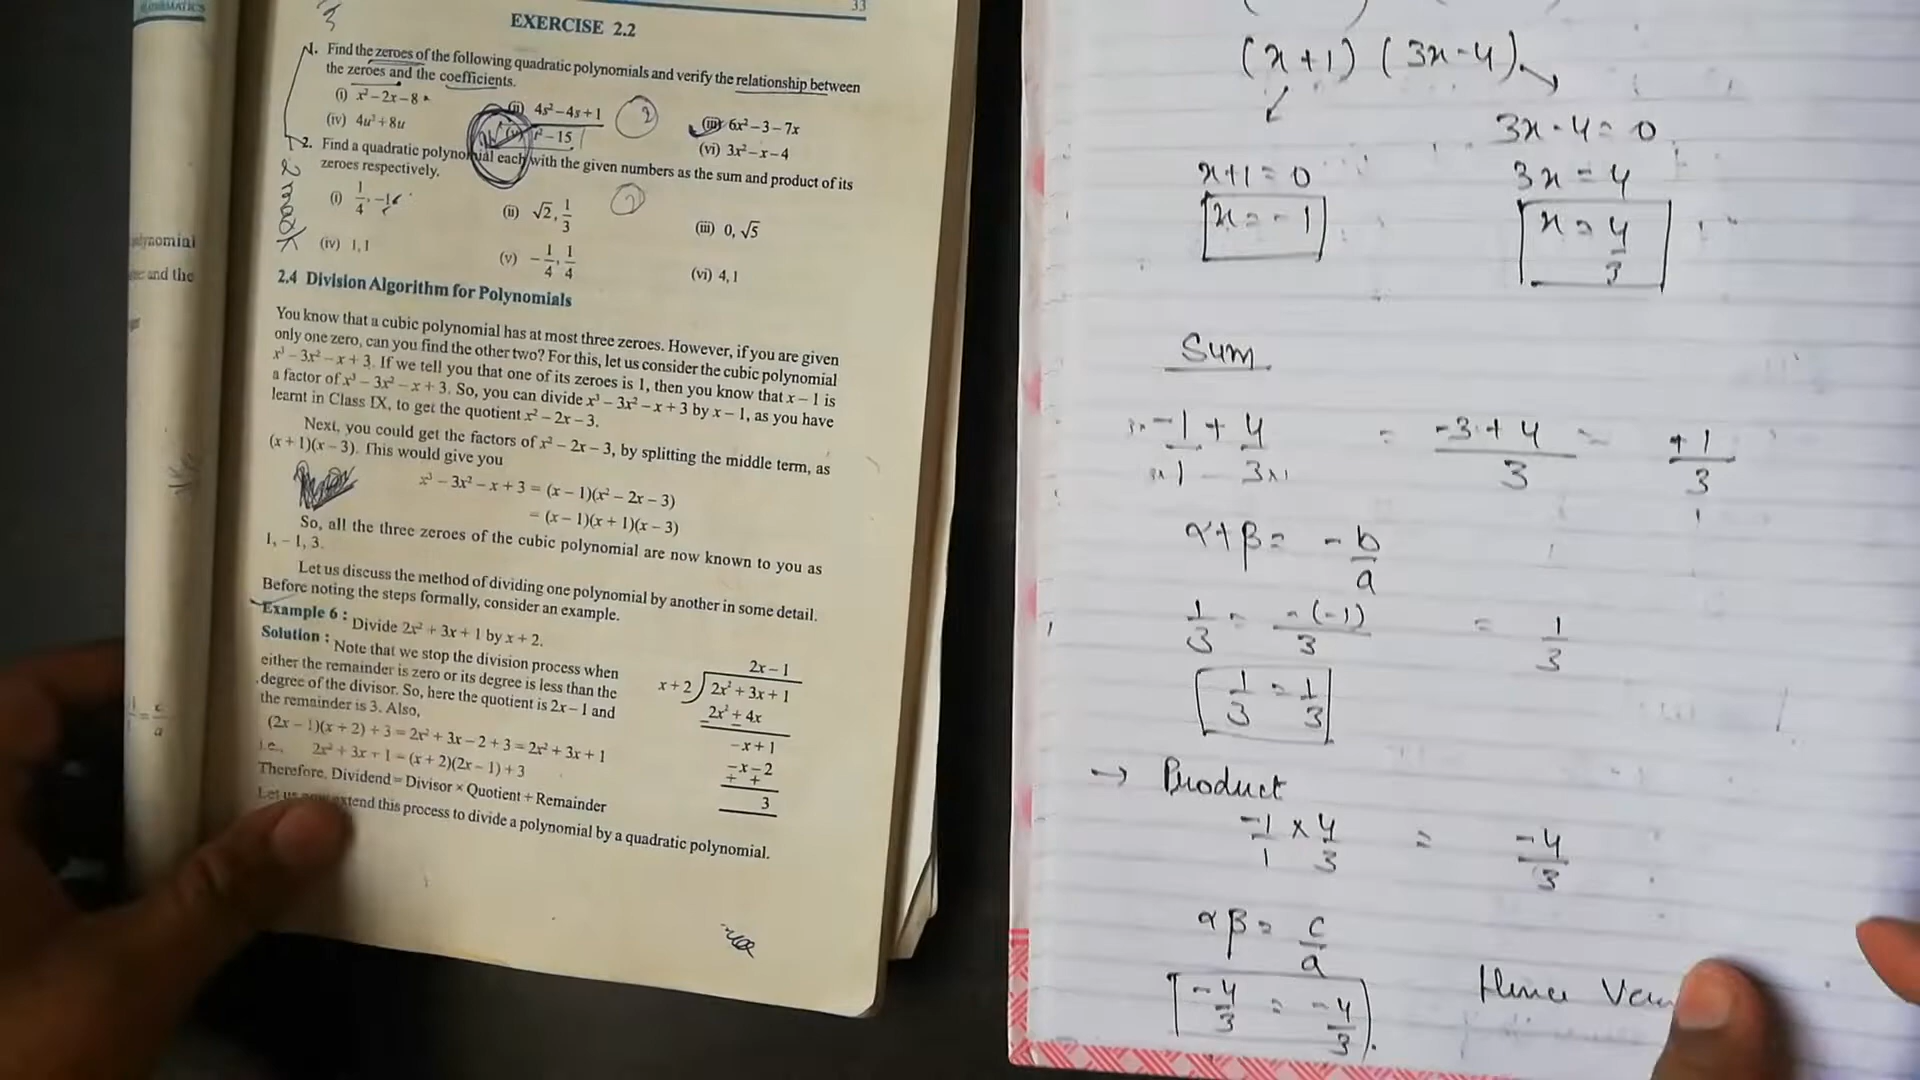 MATHEMATICS
33
EXERCISE 2.2
1. Find the zeroes of the following quadratic polynomials and verify the relationship between
the zeroes and the coefficients.
(i) x² – 2x – 8
(ii) 4s² – 4s + 1
2
(iii) 6x² – 3 – 7x
(iv) 4u² + 8u
(v) t² – 15
(vi) 3x² – x – 4
2. Find a quadratic polynomial each with the given numbers as the sum and product of its
zeroes respectively.
(i) 1/4, –1
(ii) √2, 1/3
(iii) 0, √5
(iv) 1, 1
(v) –1/4, 1/4
(vi) 4, 1
2.4 Division Algorithm for Polynomials
You know that a cubic polynomial has at most three zeroes. However, if you are given
only one zero, can you find the other two? For this, let us consider the cubic polynomial
x³ – 3x² – x + 3. If we tell you that one of its zeroes is 1, then you know that x – 1 is
a factor of x³ – 3x² – x + 3. So, you can divide x³ – 3x² – x + 3 by x – 1, as you have
learnt in Class IX, to get the quotient x² – 2x – 3.
Next, you could get the factors of x² – 2x – 3, by splitting the middle term, as
(x + 1)(x – 3). This would give you
x³ – 3x² – x + 3 = (x – 1)(x² – 2x – 3)
= (x – 1)(x + 1)(x – 3)
So, all the three zeroes of the cubic polynomial are now known to you as
1, – 1, 3.
Let us discuss the method of dividing one polynomial by another in some detail.
Before noting the steps formally, consider an example.
Example 6 : Divide 2x² + 3x + 1 by x + 2.
Solution : Note that we stop the division process when
either the remainder is zero or its degree is less than the
degree of the divisor. So, here the quotient is 2x – 1 and
the remainder is 3. Also,
(2x – 1)(x + 2) + 3 = 2x² + 3x – 2 + 3 = 2x² + 3x + 1
i.e., 2x² + 3x + 1 = (x + 2)(2x – 1) + 3
Therefore, Dividend = Divisor × Quotient + Remainder
Let us now extend this process to divide a polynomial by a quadratic polynomial.
2x – 1
x + 2 ) 2x² + 3x + 1
2x² + 4x
– –
–x + 1
–x – 2
+ +
3
and the
= c/a
(x+1) (3x-4)
3x-4=0
x+1=0
3x=4
x=-1
x=4/3
Sum
-1/1 + 4/3 = -3+4/3 = +1/3
3×1
α+β= -b/a
1/3 = -(-1)/3 = 1/3
1/3 = 1/3
→ Product
-1/1 × 4/3 = -4/3
αβ= c/a
-4/3 = -4/3
Hence